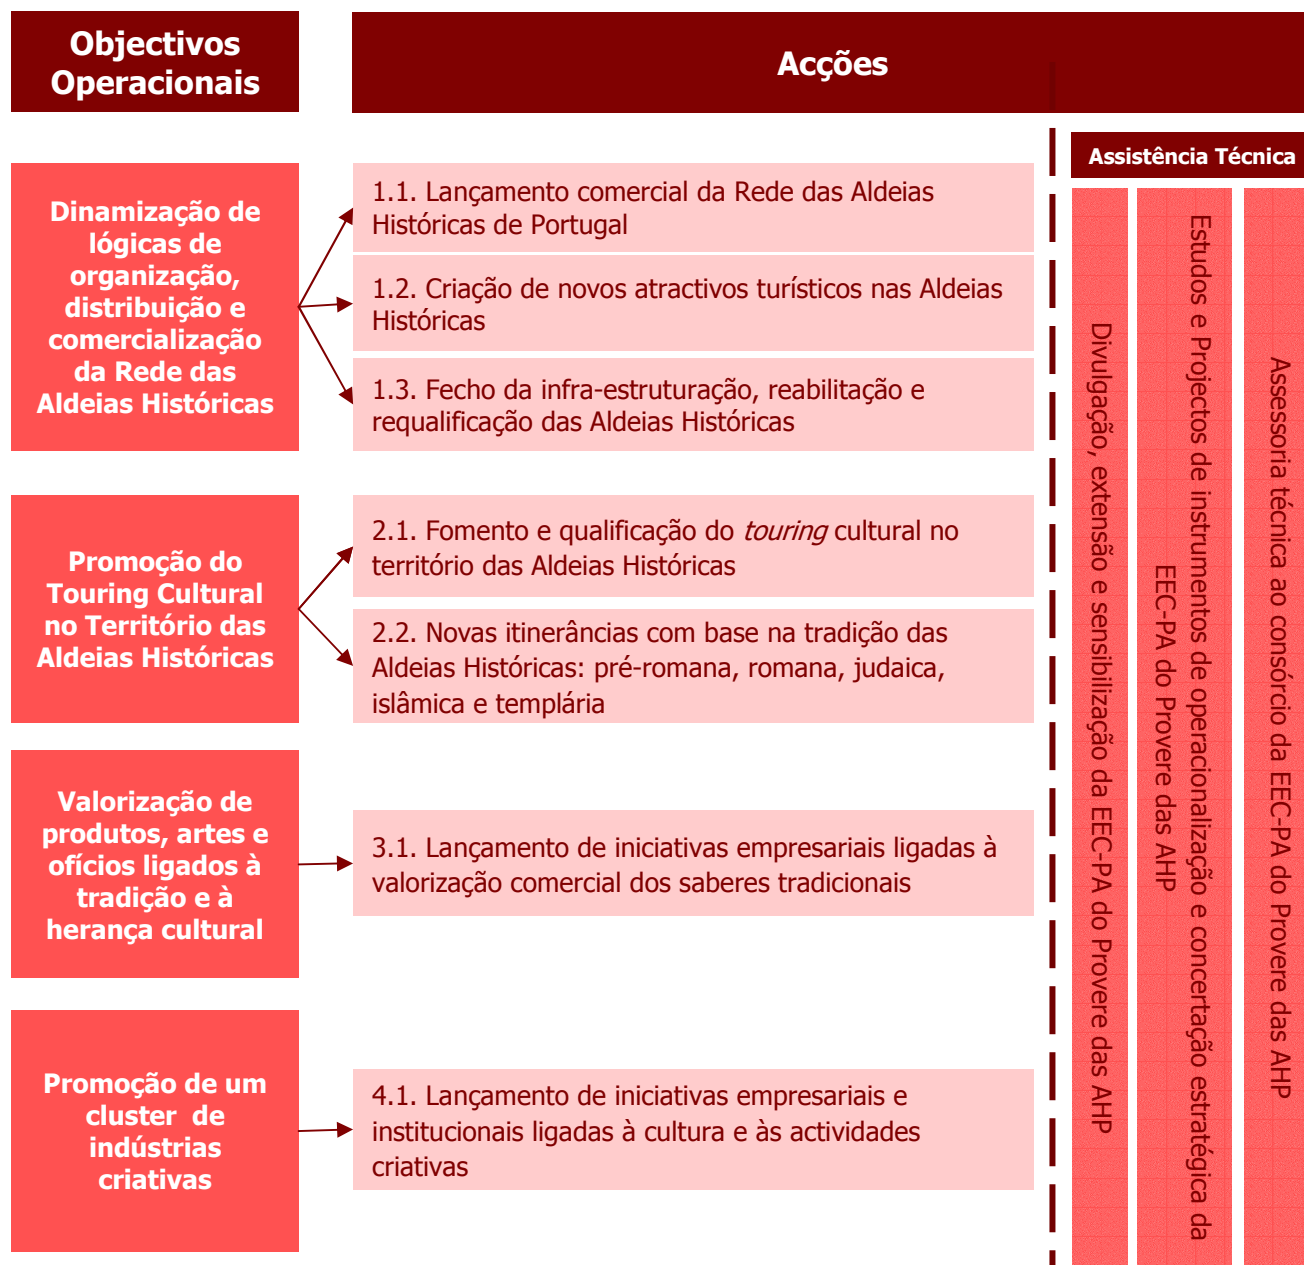 Objectivos
Operacionais
Acções
Assistência Técnica
Dinamização de
lógicas de
organização,
distribuição e
comercialização
da Rede das
Aldeias Históricas
1.1. Lançamento comercial da Rede das Aldeias
Históricas de Portugal
1.2. Criação de novos atractivos turísticos nas Aldeias
Históricas
1.3. Fecho da infra-estruturação, reabilitação e
requalificação das Aldeias Históricas
Promoção do
Touring Cultural
no Território das
Aldeias Históricas
2.1. Fomento e qualificação do touring cultural no
território das Aldeias Históricas
2.2. Novas itinerâncias com base na tradição das
Aldeias Históricas: pré-romana, romana, judaica,
islâmica e templária
Valorização de
produtos, artes e
ofícios ligados à
tradição e à
herança cultural
3.1. Lançamento de iniciativas empresariais ligadas à
valorização comercial dos saberes tradicionais
Promoção de um
cluster  de
indústrias
criativas
4.1. Lançamento de iniciativas empresariais e
institucionais ligadas à cultura e às actividades
criativas
Divulgação, extensão e sensibilização da EEC-PA do Provere das AHP
Estudos e Projectos de instrumentos de operacionalização e concertação estratégica da
EEC-PA do Provere das AHP
Assessoria técnica ao consórcio da EEC-PA do Provere das AHP